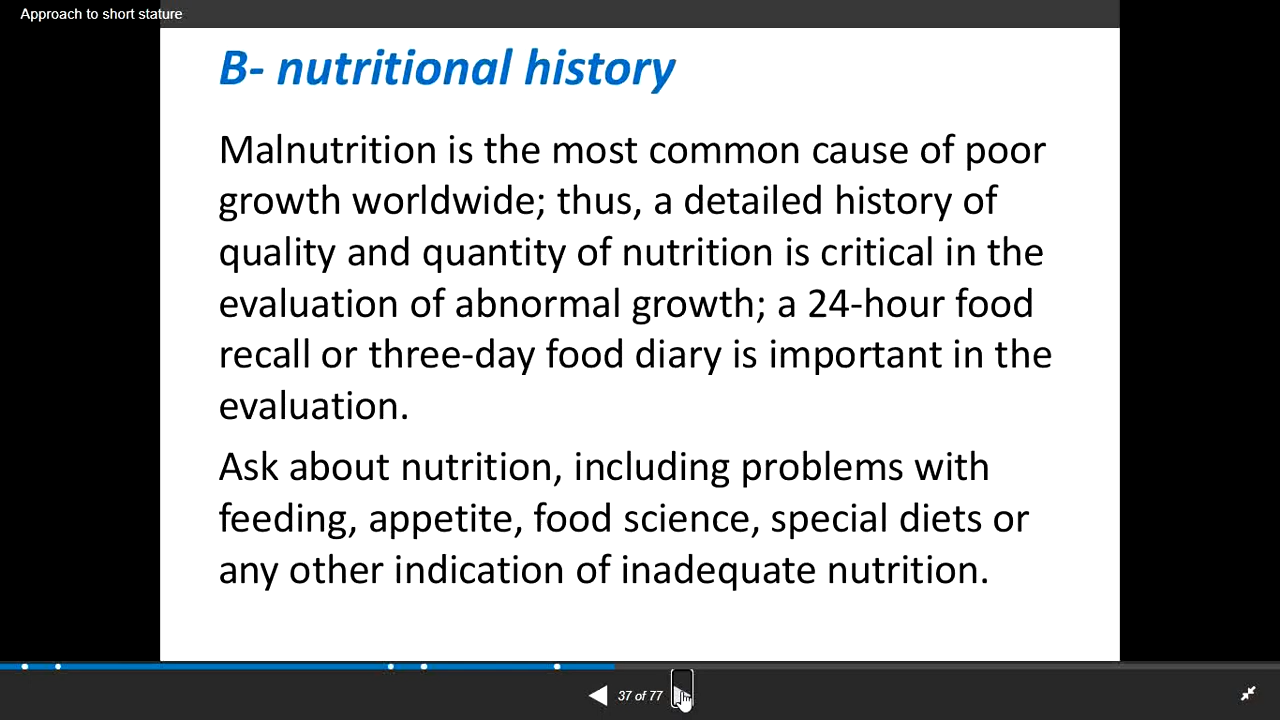 Approach to short stature
B- nutritional history
Malnutrition is the most common cause of poor
growth worldwide; thus, a detailed history of
quality and quantity of nutrition is critical in the
evaluation of abnormal growth; a 24-hour food
recall or three-day food diary is important in the
evaluation.
Ask about nutrition, including problems with
feeding, appetite, food science, special diets or
any other indication of inadequate nutrition.
37 of 77